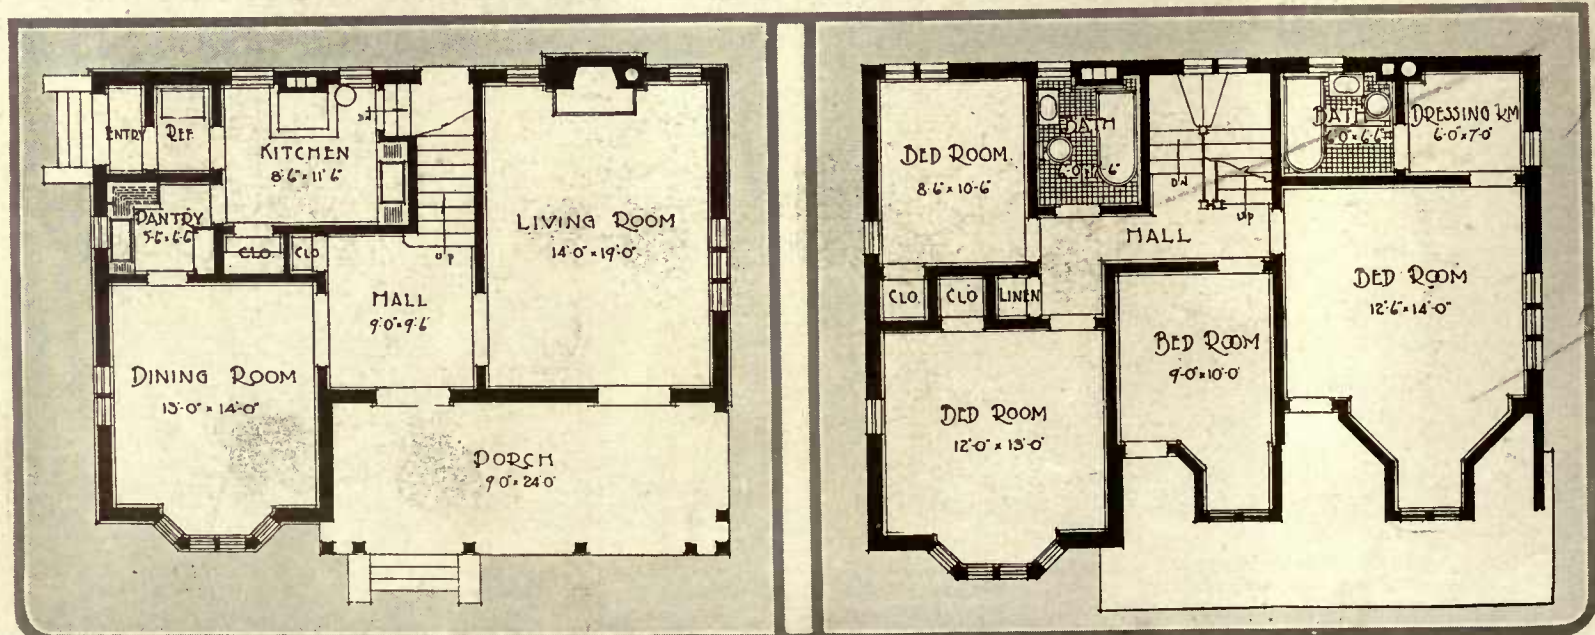 ENTRY
REF.
KITCHEN
8'-6" x 11'-6"
DN
PANTRY
5'-6" x 6'-6"
CLO.
CLO
UP
LIVING ROOM
14'-0" x 19'-0"
HALL
9'-0" x 9'-6"
DINING ROOM
13'-0" x 14'-0"
PORCH
9'0" x 24'0"
BED ROOM
8'-6" x 10'-6"
BATH
BATH
6'-0" x 6'-6"
DRESSING RM
6'-0" x 7'-0"
DN
UP
HALL
CLO.
CLO
LINEN
BED ROOM
12'-6" x 14'-0"
BED ROOM
9'-0" x 10'-0"
BED ROOM
12'-0" x 13'-0"